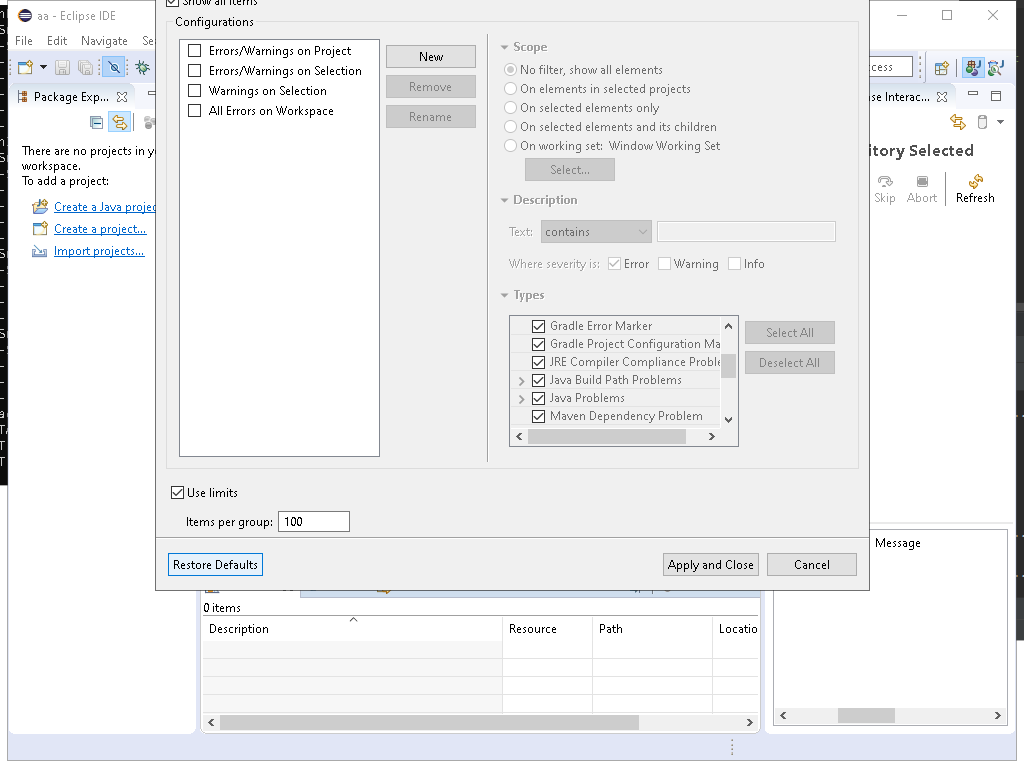 aa - Eclipse IDE
Show all items
File Edit Navigate Se
Configurations
Errors/Warnings on Project
Errors/Warnings on Selection
Warnings on Selection
All Errors on Workspace
New
Remove
Rename
Scope
No filter, show all elements
On elements in selected projects
On selected elements only
On selected elements and its children
On working set: Window Working Set
Select...
Description
Text: contains
Where severity is: Error Warning Info
Types
Gradle Error Marker
Gradle Project Configuration Ma
JRE Compiler Compliance Proble
Java Build Path Problems
Java Problems
Maven Dependency Problem
Select All
Deselect All
Use limits
Items per group: 100
Restore Defaults
Apply and Close
Cancel
Package Exp...
There are no projects in y
workspace.
To add a project:
Create a Java projec
Create a project...
Import projects...
cess
se Interac...
itory Selected
Skip Abort Refresh
Message
0 items
Description Resource Path Locatio